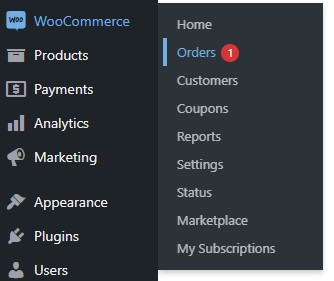 WOO WooCommerce
Products
Payments
Analytics
Marketing
Appearance
Plugins
Users
Home
Orders 1
Customers
Coupons
Reports
Settings
Status
Marketplace
My Subscriptions